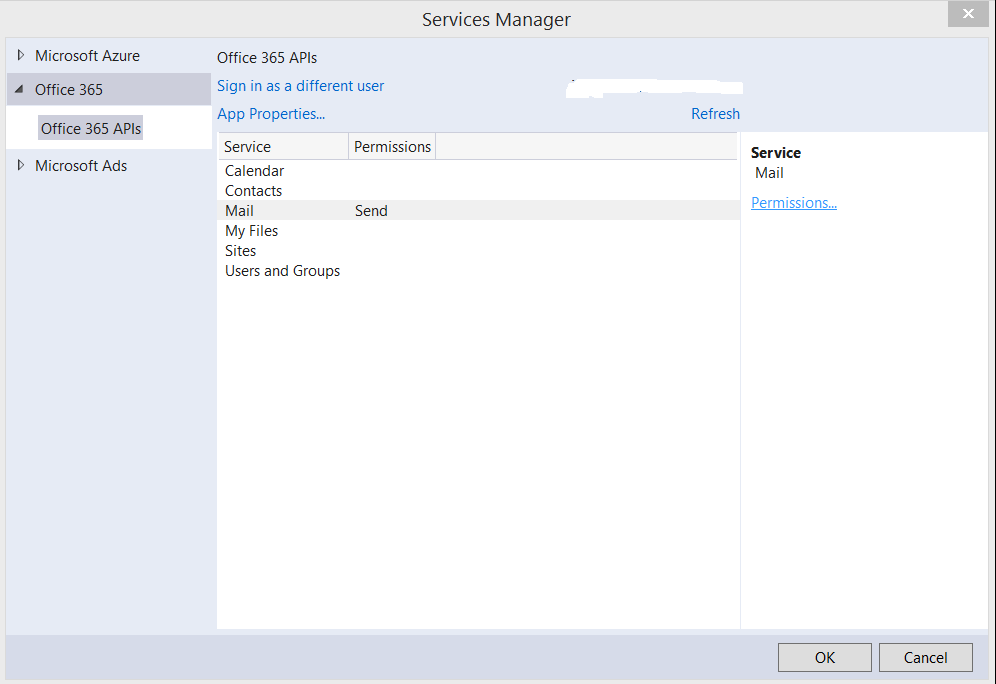 Services Manager
Microsoft Azure
Office 365
Office 365 APIs
Microsoft Ads
Office 365 APIs
Sign in as a different user
App Properties...
Refresh
Service Permissions
Calendar
Contacts
Mail Send
My Files
Sites
Users and Groups
Service
Mail
Permissions...
OK Cancel